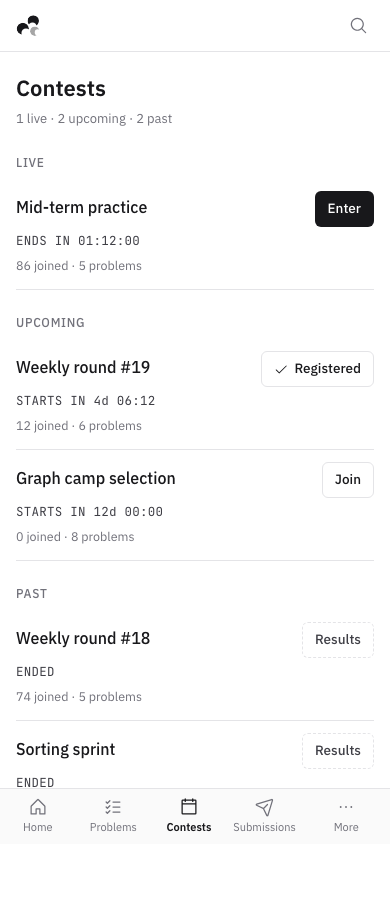 Contests
1 live · 2 upcoming · 2 past
LIVE
Mid-term practice
Enter
ENDS IN 01:12:00
86 joined · 5 problems
UPCOMING
Weekly round #19
Registered
STARTS IN 4d 06:12
12 joined · 6 problems
Graph camp selection
Join
STARTS IN 12d 00:00
0 joined · 8 problems
PAST
Weekly round #18
Results
ENDED
74 joined · 5 problems
Sorting sprint
Results
ENDED
Home
Problems
Contests
Submissions
More